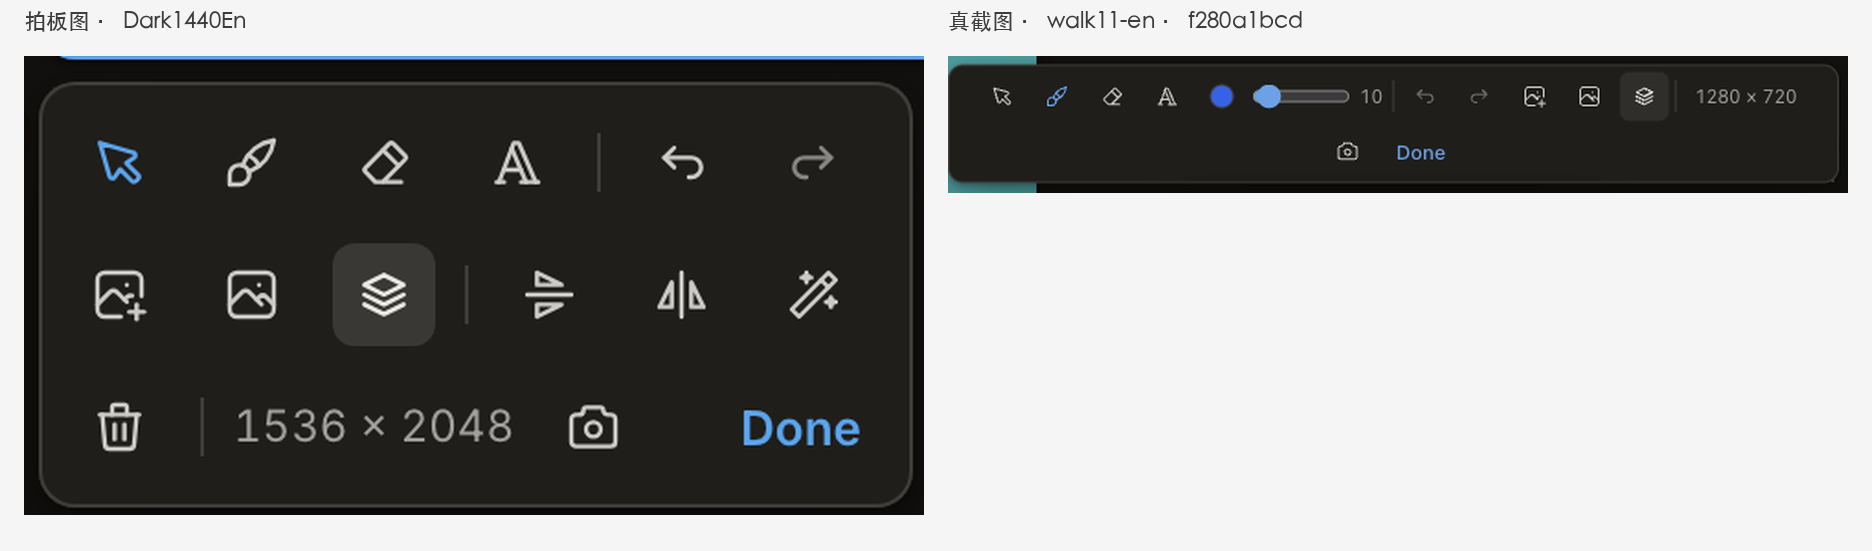 拍板图 · Dark1440En
真截图 · walk11-en · f280a1bcd
1536 × 2048
Done
10
1280 × 720
Done